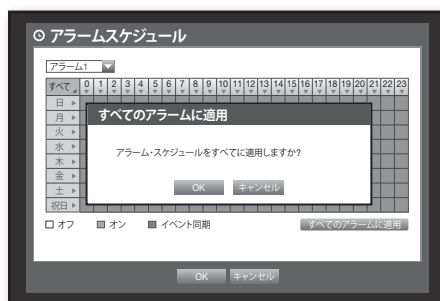 アラームスケジュール
アラーム1
すべて 0 1 2 3 4 5 6 7 8 9 10 11 12 13 14 15 16 17 18 19 20 21 22 23
日
月
すべてのアラームに適用
火
水
アラーム・スケジュールをすべてに適用しますか?
木
金
土
OK キャンセル
祝日
オフ オン イベント同期 すべてのアラームに適用
OK キャンセル